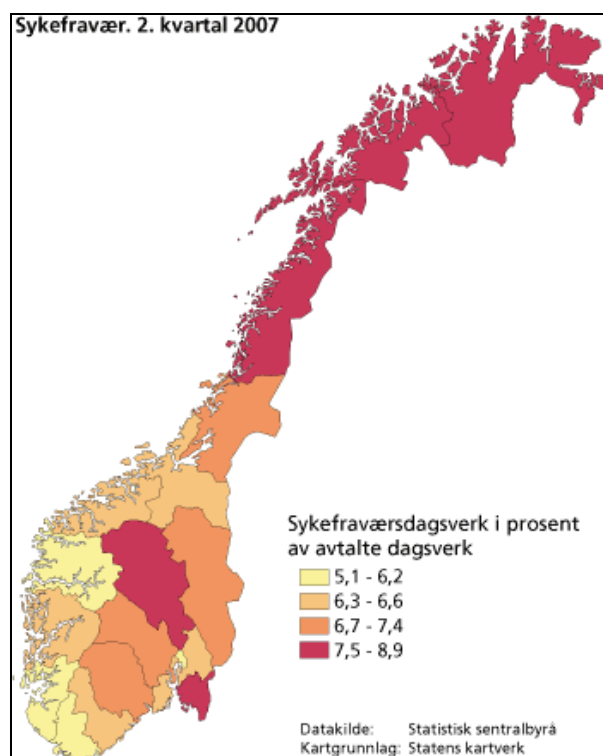 Sykefravær. 2. kvartal 2007
Sykefraværsdagsverk i prosent
av avtalte dagsverk
5,1 - 6,2
6,3 - 6,6
6,7 - 7,4
7,5 - 8,9
Datakilde: Statistisk sentralbyrå
Kartgrunnlag: Statens kartverk